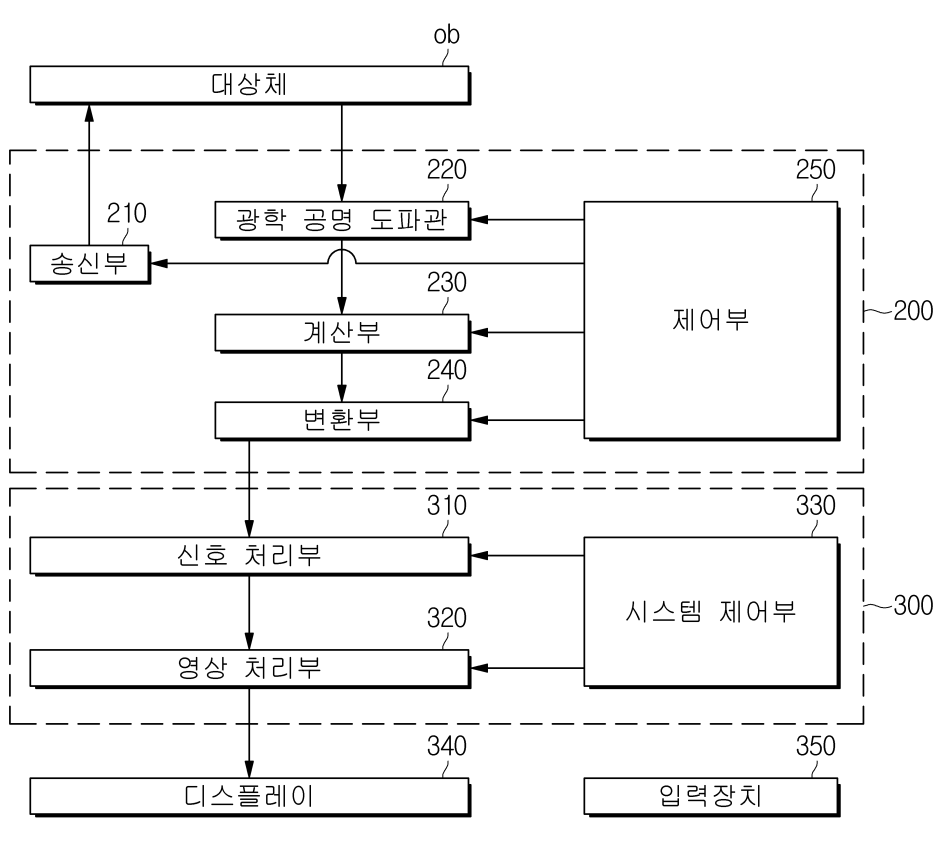 ob
대상체
220
250
광학 공명 도파관
210
송신부
230
계산부
제어부
200
240
변환부
310
330
신호 처리부
시스템 제어부
300
320
영상 처리부
340
350
디스플레이
입력장치